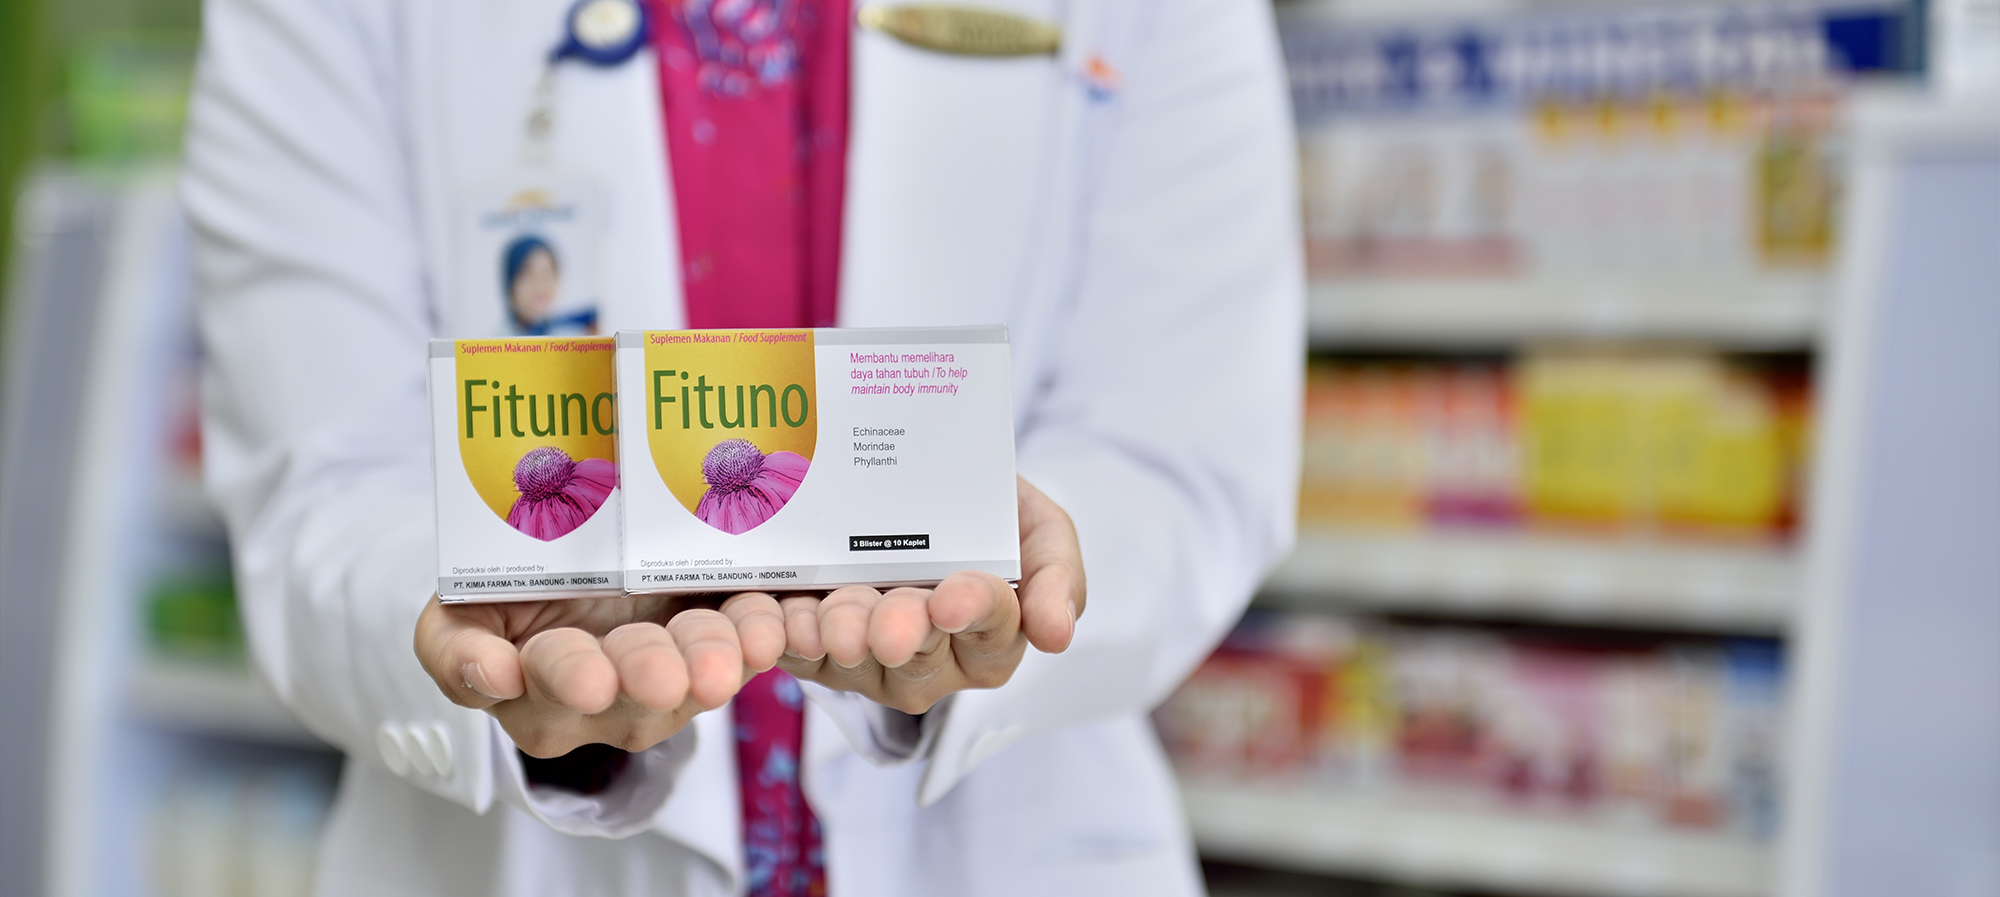 Suplemen Makanan / Food Supplement
Fituno
Diproduksi oleh / produced by :
PT. KIMIA FARMA Tbk. BANDUNG - INDONESIA
Suplemen Makanan / Food Supplement
Fituno
Membantu memelihara
daya tahan tubuh /To help
maintain body immunity
Echinaceae
Morindae
Phyllanthi
3 Blister @ 10 Kaplet
Diproduksi oleh / produced by :
PT. KIMIA FARMA Tbk. BANDUNG - INDONESIA